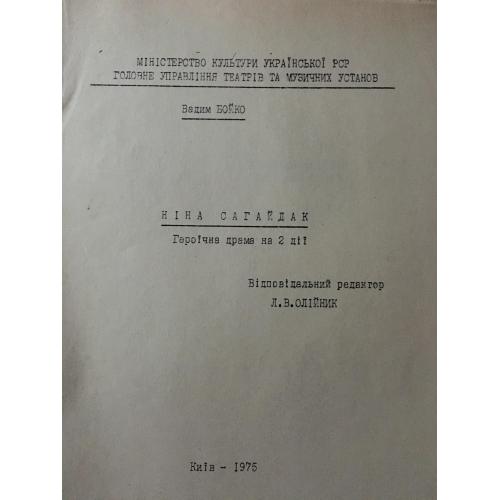 МІНІСТЕРСТВО КУЛЬТУРИ УКРАЇНСЬКОЇ РСР
ГОЛОВНЕ УПРАВЛІННЯ ТЕАТРІВ ТА МУЗИЧНИХ УСТАНОВ
Вадим БОЙКО
НІНА САГАЙДАК
Героїчна драма на 2 дії
Відповідальний редактор
Л.В.ОЛІЙНИК
Київ - 1975